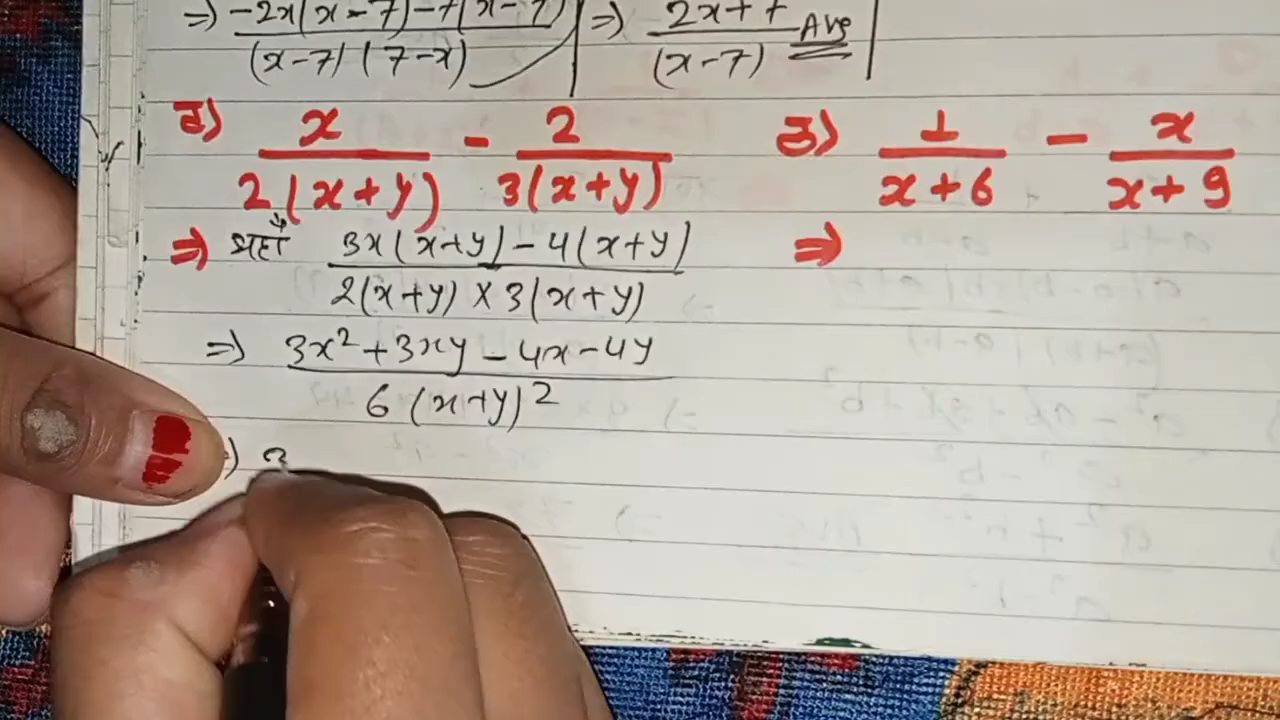 ⇒ -2x(x-7)-7(x-7) / (x-7)(7-x)
⇒ 2x+7 / (x-7) Ans
x / 2(x+y) - 2 / 3(x+y)
⇒ यहाँ 3x(x+y)-4(x+y) / 2(x+y)×3(x+y)
⇒ 3x²+3xy-4x-4y / 6(x+y)²
⇒ 3
उ) 1 / x+6 - x / x+9
⇒